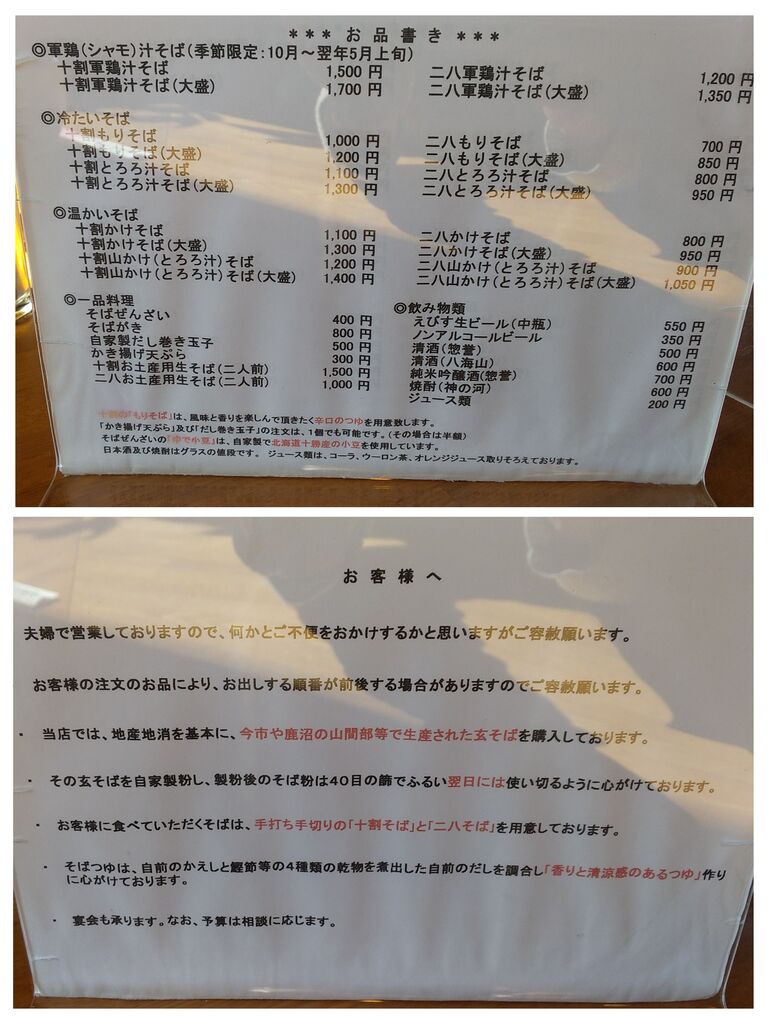 ＊＊＊ お 品 書 き ＊＊＊
◎軍鶏（シャモ）汁そば（季節限定：10月～翌年5月上旬）
十割軍鶏汁そば 1,500 円 二八軍鶏汁そば 1,200 円
十割軍鶏汁そば（大盛） 1,700 円 二八軍鶏汁そば（大盛） 1,350 円
◎冷たいそば
十割もりそば 1,000 円 二八もりそば 700 円
十割もりそば（大盛） 1,200 円 二八もりそば（大盛） 850 円
十割とろろ汁そば 1,100 円 二八とろろ汁そば 800 円
十割とろろ汁そば（大盛） 1,300 円 二八とろろ汁そば（大盛） 950 円
◎温かいそば
十割かけそば 1,100 円 二八かけそば 800 円
十割かけそば（大盛） 1,300 円 二八かけそば（大盛） 950 円
十割山かけ（とろろ汁）そば 1,200 円 二八山かけ（とろろ汁）そば 900 円
十割山かけ（とろろ汁）そば（大盛） 1,400 円 二八山かけ（とろろ汁）そば（大盛） 1,050 円
◎一品料理
そばぜんざい 400 円
そばがき 800 円
自家製だし巻き玉子 500 円
かき揚げ天ぷら 300 円
十割お土産用生そば（二人前） 1,500 円
二八お土産用生そば（二人前） 1,000 円
◎飲み物類
えびす生ビール（中瓶） 550 円
ノンアルコールビール 350 円
清酒（惣誉） 500 円
清酒（八海山） 600 円
純米吟醸酒（惣誉） 700 円
焼酎（神の河） 600 円
ジュース類 200 円
十割の「もりそば」は、風味と香りを楽しんで頂きたく辛口のつゆを用意致します。
「かき揚げ天ぷら」及び「だし巻き玉子」の注文は、１個でも可能です。（その場合は半額）
そばぜんざいの「ゆで小豆」は、自家製で北海道十勝産の小豆を使用しています。
日本酒及び焼酎はグラスの値段です。 ジュース類は、コーラ、ウーロン茶、オレンジジュース取りそろえております。
お 客 様 へ
夫婦で営業しておりますので、何かとご不便をおかけするかと思いますがご容赦願います。
お客様の注文のお品により、お出しする順番が前後する場合がありますのでご容赦願います。
・ 当店では、地産地消を基本に、今市や鹿沼の山間部等で生産された玄そばを購入しております。
・ その玄そばを自家製粉し、製粉後のそば粉は４０目の篩でふるい翌日には使い切るように心がけております。
・ お客様に食べていただくそばは、手打ち手切りの「十割そば」と「二八そば」を用意しております。
・ そばつゆは、自前のかえしと鰹節等の４種類の乾物を煮出した自前のだしを調合し「香りと清涼感のあるつゆ」作り
に心がけております。
・ 宴会も承ります。なお、予算は相談に応じます。